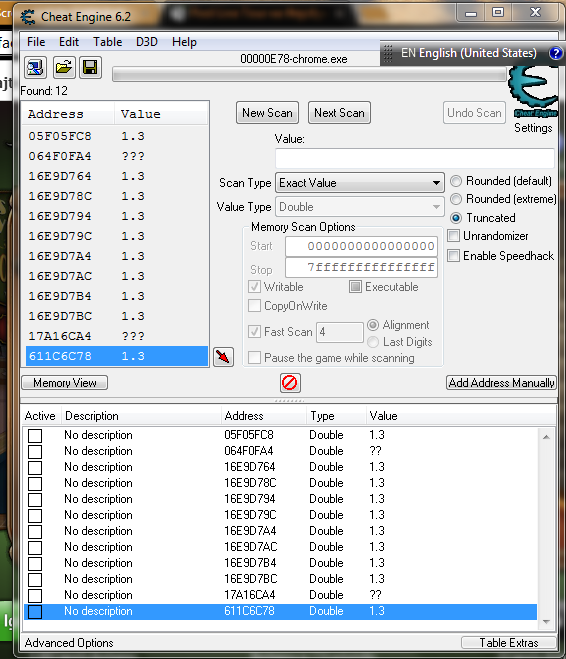 Cheat Engine 6.2
File Edit Table D3D Help
EN English (United States)
00000E78-chrome.exe
Found: 12
Address Value
05F05FC8 1.3
064F0FA4 ???
16E9D764 1.3
16E9D78C 1.3
16E9D794 1.3
16E9D79C 1.3
16E9D7A4 1.3
16E9D7AC 1.3
16E9D7B4 1.3
16E9D7BC 1.3
17A16CA4 ???
611C6C78 1.3
New Scan Next Scan Undo Scan
Cheat Engine
Settings
Value:
Scan Type Exact Value
Value Type Double
Rounded (default)
Rounded (extreme)
Truncated
Unrandomizer
Enable Speedhack
Memory Scan Options
Start 0000000000000000
Stop 7fffffffffffffff
Writable Executable
CopyOnWrite
Fast Scan 4 Alignment
Last Digits
Pause the game while scanning
Memory View Add Address Manually
Active Description Address Type Value
No description 05F05FC8 Double 1.3
No description 064F0FA4 Double ??
No description 16E9D764 Double 1.3
No description 16E9D78C Double 1.3
No description 16E9D794 Double 1.3
No description 16E9D79C Double 1.3
No description 16E9D7A4 Double 1.3
No description 16E9D7AC Double 1.3
No description 16E9D7B4 Double 1.3
No description 16E9D7BC Double 1.3
No description 17A16CA4 Double ??
No description 611C6C78 Double 1.3
Advanced Options Table Extras